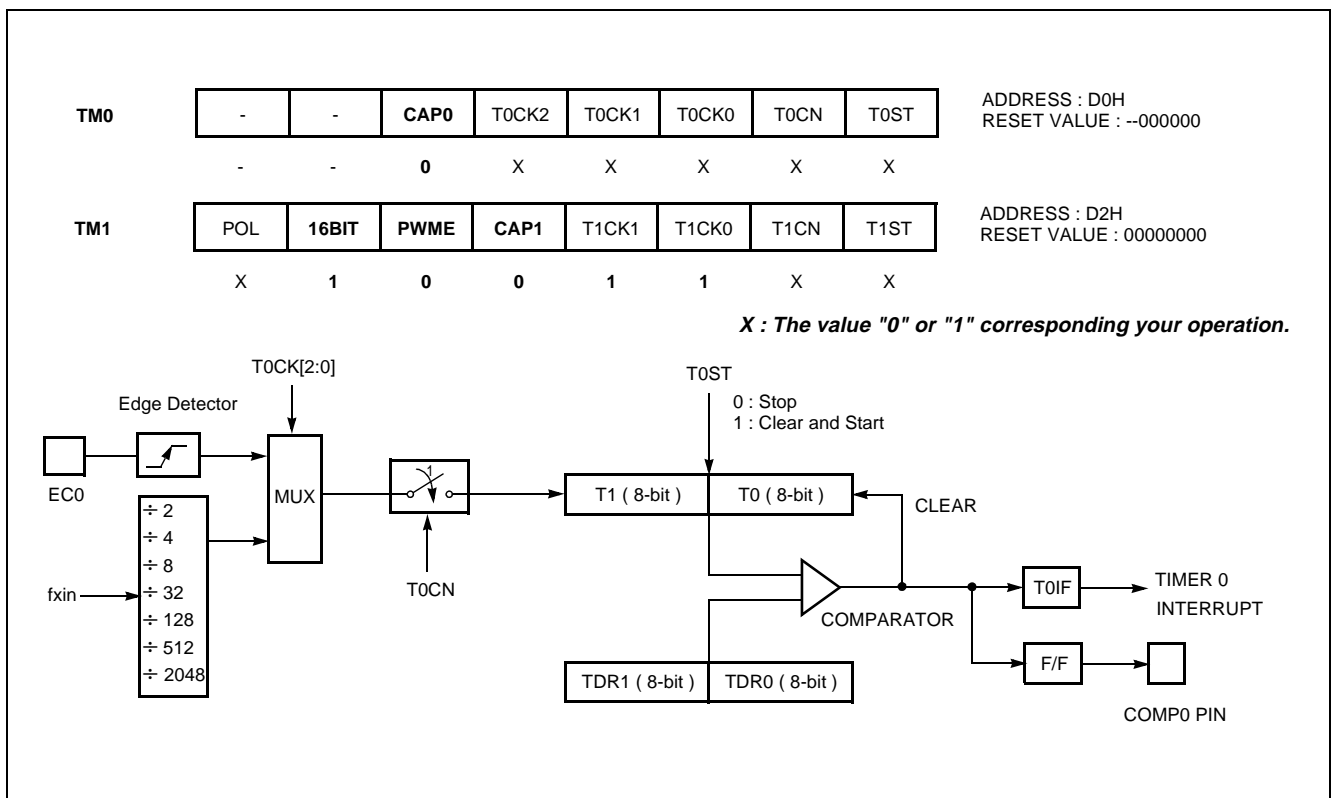 TM0 - - CAP0 T0CK2 T0CK1 T0CK0 T0CN T0ST
ADDRESS : D0H
RESET VALUE : --000000
- - 0 X X X X X
TM1 POL 16BIT PWME CAP1 T1CK1 T1CK0 T1CN T1ST
ADDRESS : D2H
RESET VALUE : 00000000
X 1 0 0 1 1 X X
X : The value "0" or "1" corresponding your operation.
T0CK[2:0]
Edge Detector
EC0
MUX
÷ 2
÷ 4
÷ 8
÷ 32
÷ 128
÷ 512
÷ 2048
fxin
1
T0CN
T0ST
0 : Stop
1 : Clear and Start
T1 ( 8-bit ) T0 ( 8-bit )
CLEAR
COMPARATOR
TDR1 ( 8-bit ) TDR0 ( 8-bit )
T0IF
TIMER 0
INTERRUPT
F/F
COMP0 PIN